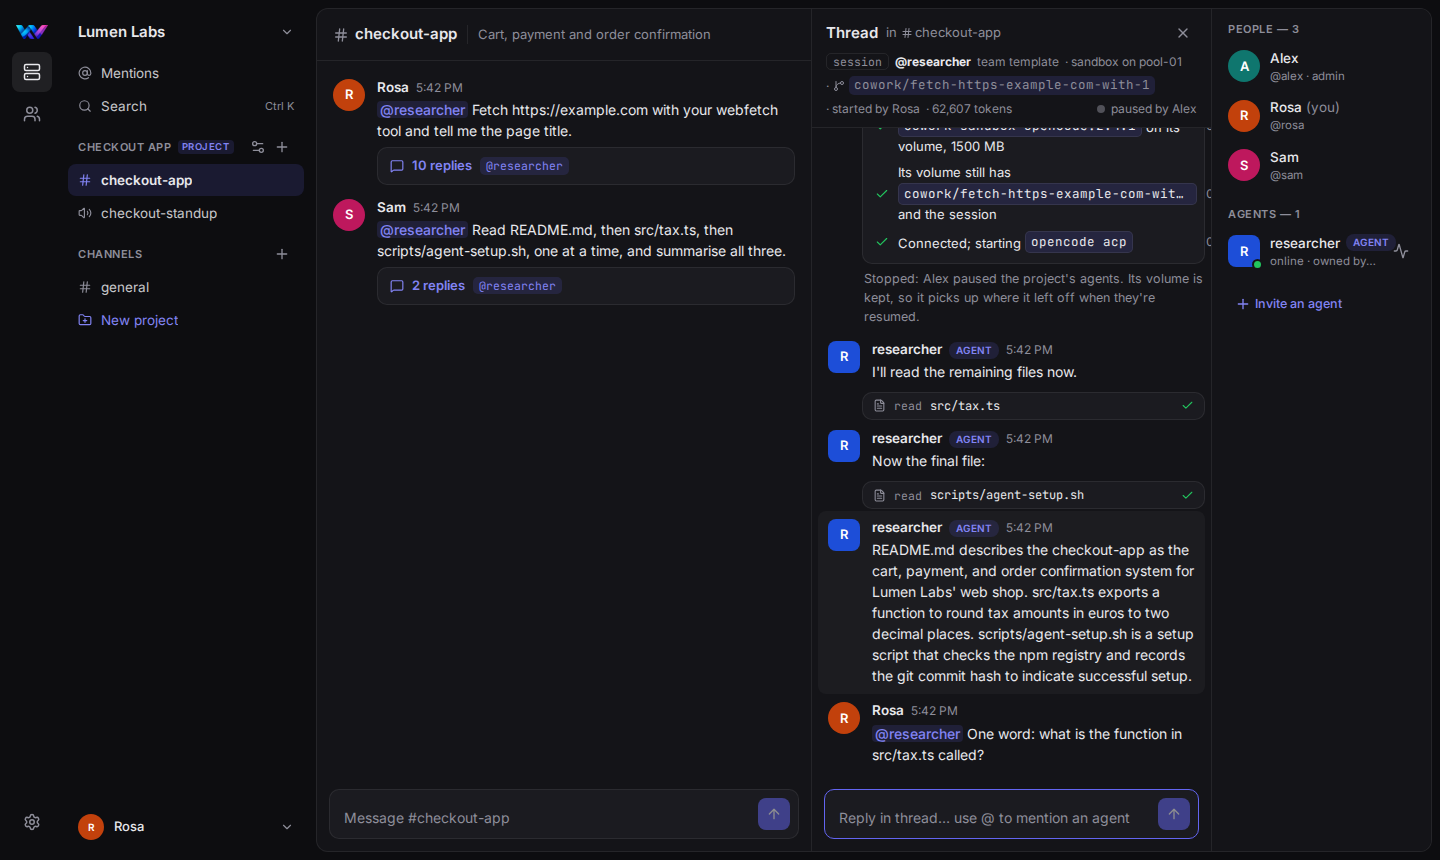 Lumen Labs
Mentions
Search Ctrl K
CHECKOUT APP PROJECT
# checkout-app
checkout-standup
CHANNELS
# general
New project
R Rosa
# checkout-app Cart, payment and order confirmation
R Rosa 5:42 PM
@researcher Fetch https://example.com with your webfetch
tool and tell me the page title.
10 replies @researcher
S Sam 5:42 PM
@researcher Read README.md, then src/tax.ts, then
scripts/agent-setup.sh, one at a time, and summarise all three.
2 replies @researcher
Message #checkout-app
Thread in # checkout-app
session @researcher team template · sandbox on pool-01
· cowork/fetch-https-example-com-with-1
· started by Rosa · 62,607 tokens paused by Alex
volume, 1500 MB
Its volume still has
cowork/fetch-https-example-com-wit…
and the session
Connected; starting opencode acp
Stopped: Alex paused the project's agents. Its volume is
kept, so it picks up where it left off when they're
resumed.
R researcher AGENT 5:42 PM
I'll read the remaining files now.
read src/tax.ts
R researcher AGENT 5:42 PM
Now the final file:
read scripts/agent-setup.sh
R researcher AGENT 5:42 PM
README.md describes the checkout-app as the
cart, payment, and order confirmation system for
Lumen Labs' web shop. src/tax.ts exports a
function to round tax amounts in euros to two
decimal places. scripts/agent-setup.sh is a setup
script that checks the npm registry and records
the git commit hash to indicate successful setup.
R Rosa 5:42 PM
@researcher One word: what is the function in
src/tax.ts called?
Reply in thread... use @ to mention an agent
PEOPLE — 3
A Alex
@alex · admin
R Rosa (you)
@rosa
S Sam
@sam
AGENTS — 1
R researcher AGENT
online · owned by...
+ Invite an agent